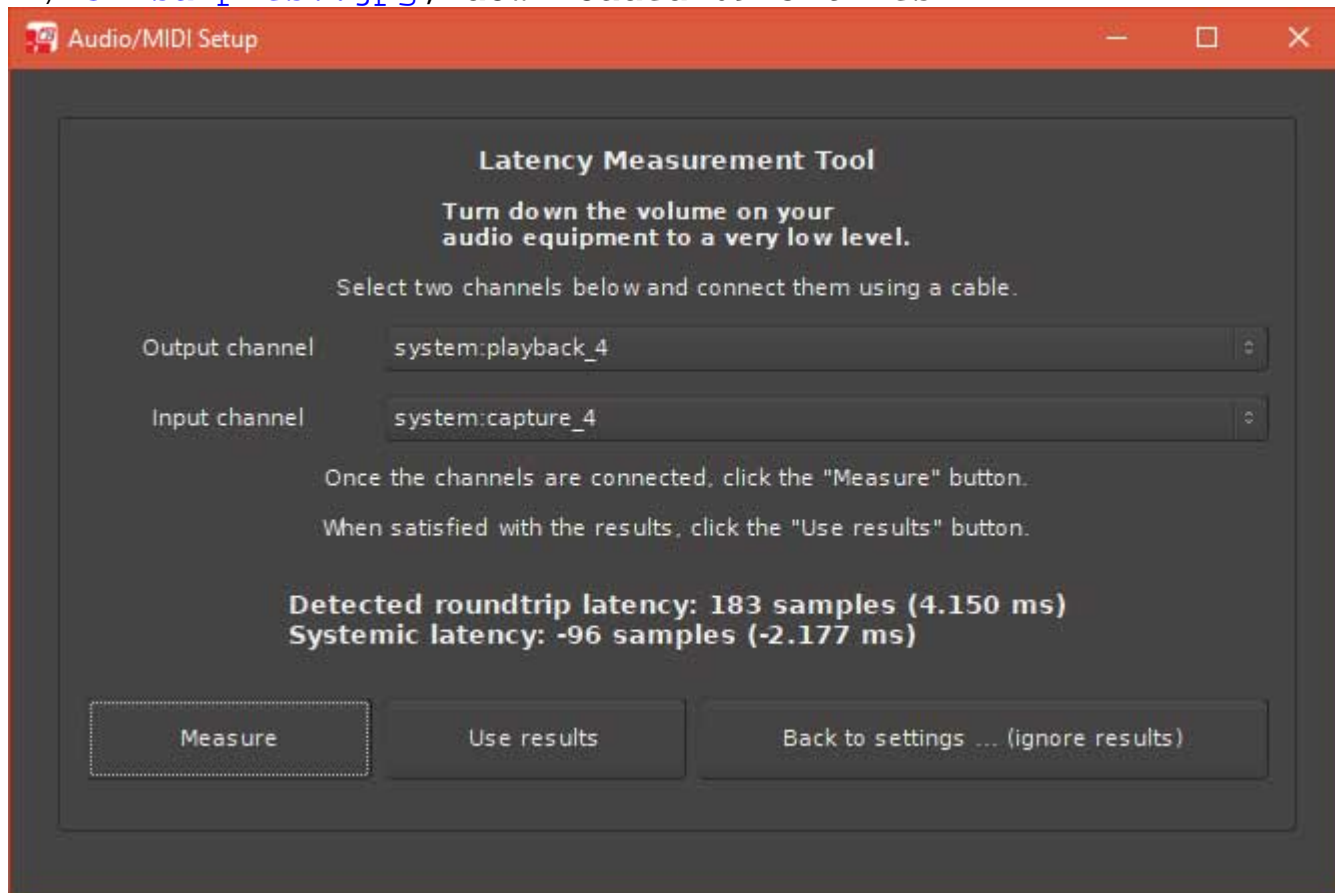 Audio/MIDI Setup
Latency Measurement Tool
Turn down the volume on your
audio equipment to a very low level.
Select two channels below and connect them using a cable.
Output channel system:playback_4
Input channel system:capture_4
Once the channels are connected, click the "Measure" button.
When satisfied with the results, click the "Use results" button.
Detected roundtrip latency: 183 samples (4.150 ms)
Systemic latency: -96 samples (-2.177 ms)
Measure Use results Back to settings ... (ignore results)